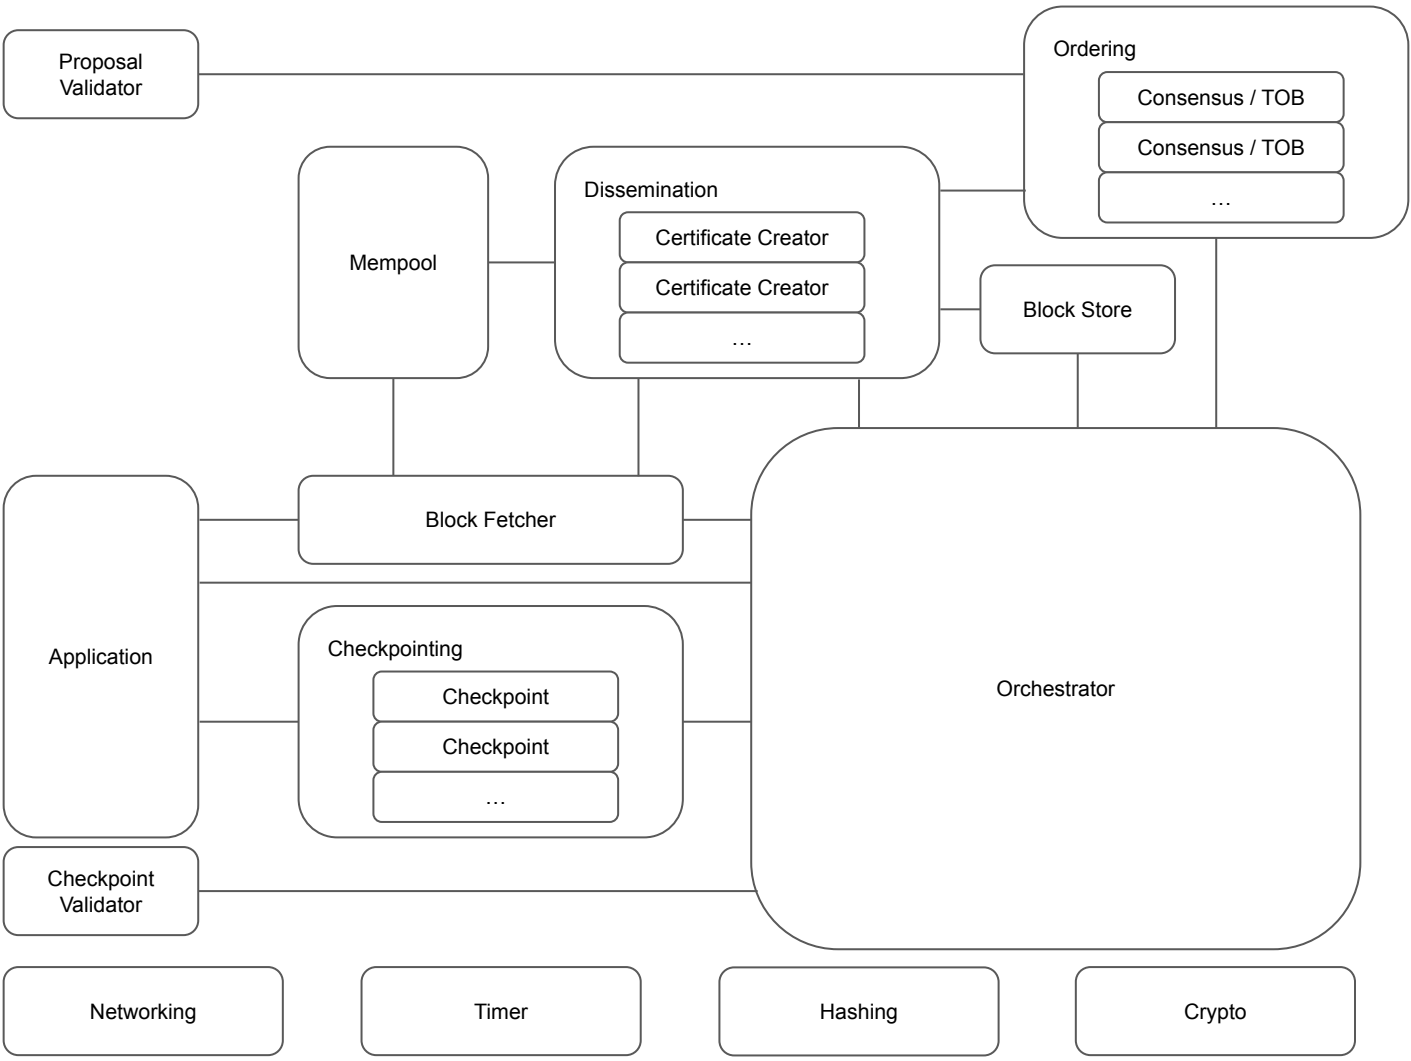 Proposal
Validator
Ordering
Consensus / TOB
Consensus / TOB
…
Mempool
Dissemination
Certificate Creator
Certificate Creator
…
Block Store
Application
Block Fetcher
Checkpointing
Checkpoint
Checkpoint
…
Orchestrator
Checkpoint
Validator
Networking
Timer
Hashing
Crypto